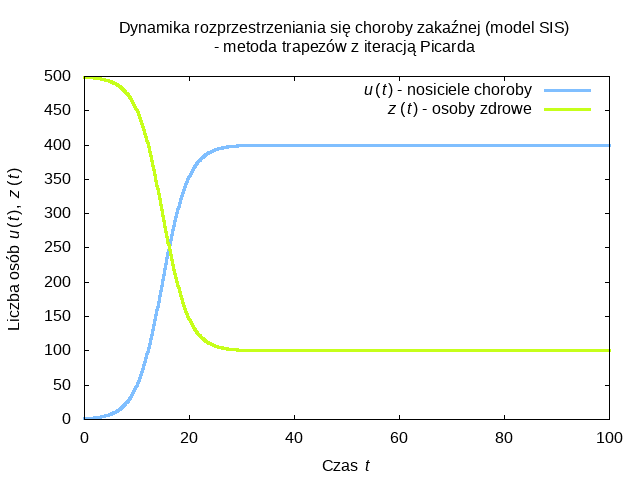 Dynamika rozprzestrzeniania się choroby zakaźnej (model SIS)
- metoda trapezów z iteracją Picarda
u (t) - nosiciele choroby
z (t) - osoby zdrowe
Liczba osób u (t), z (t)
500
450
400
350
300
250
200
150
100
50
0
0 20 40 60 80 100
Czas t